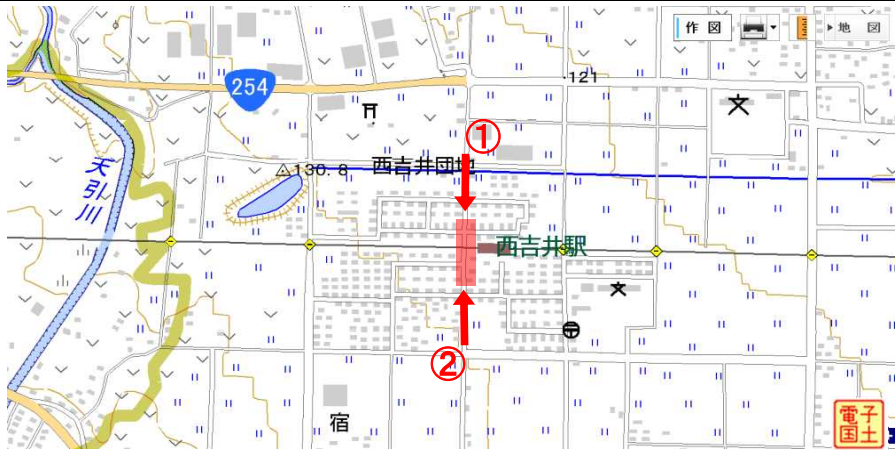 作 図
地 図
254
・121
①
天引川
△130.8
西吉井団地
西吉井駅
②
宿
電子
国土